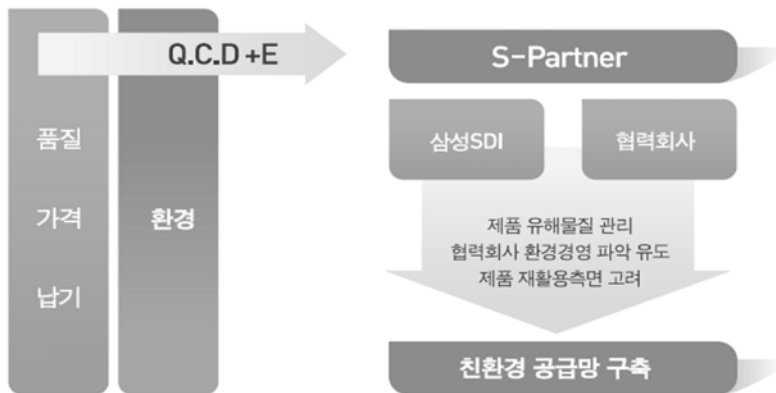 Q.C.D +E
품질
가격
납기
환경
S-Partner
삼성SDI
협력회사
제품 유해물질 관리
협력회사 환경경영 파악 유도
제품 재활용측면 고려
친환경 공급망 구축